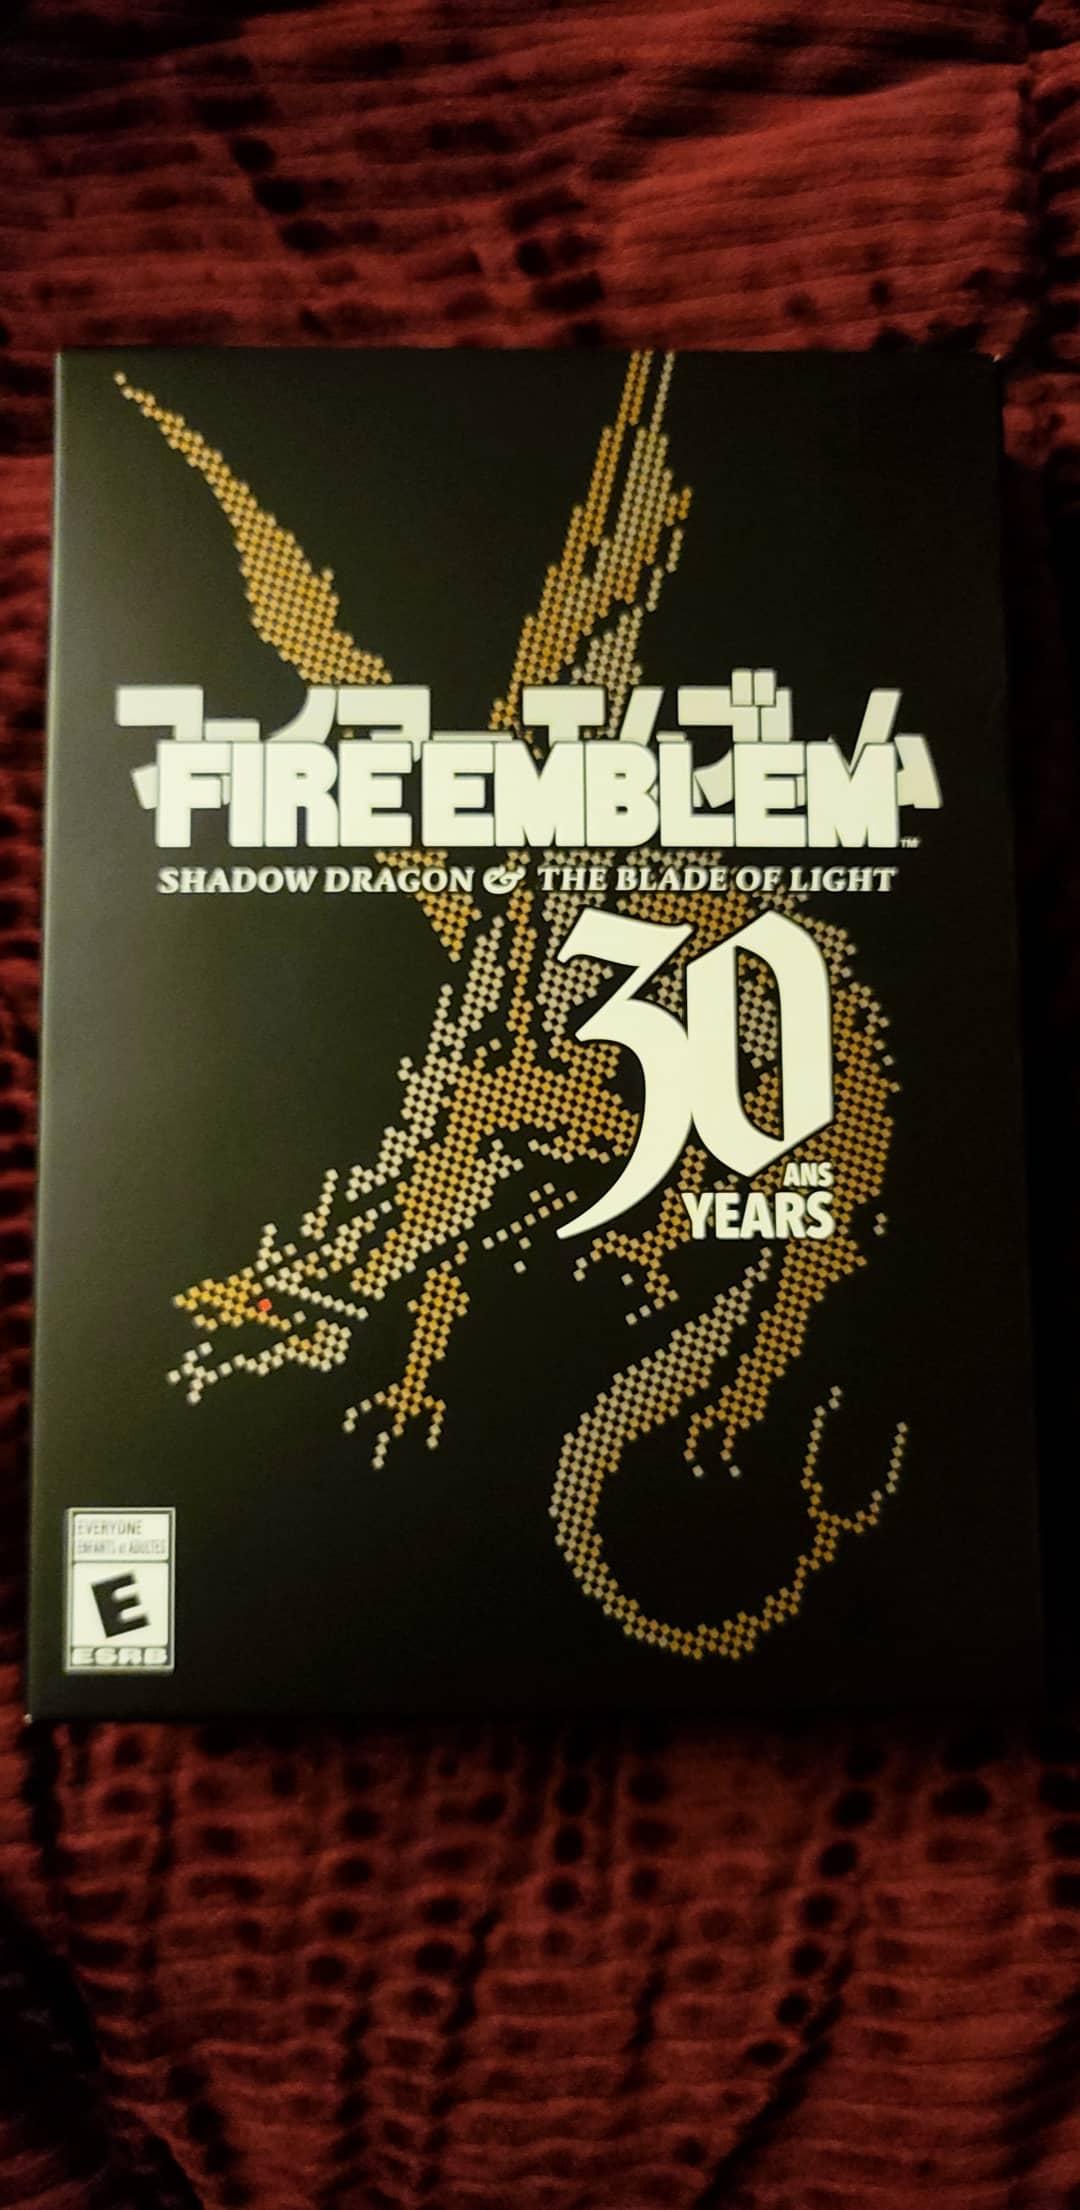 ファイアーエムブレム
FIRE EMBLEM™
SHADOW DRAGON & THE BLADE OF LIGHT
30
ANS
YEARS
EVERYONE
ENFANTS et ADULTES
E
ESRB